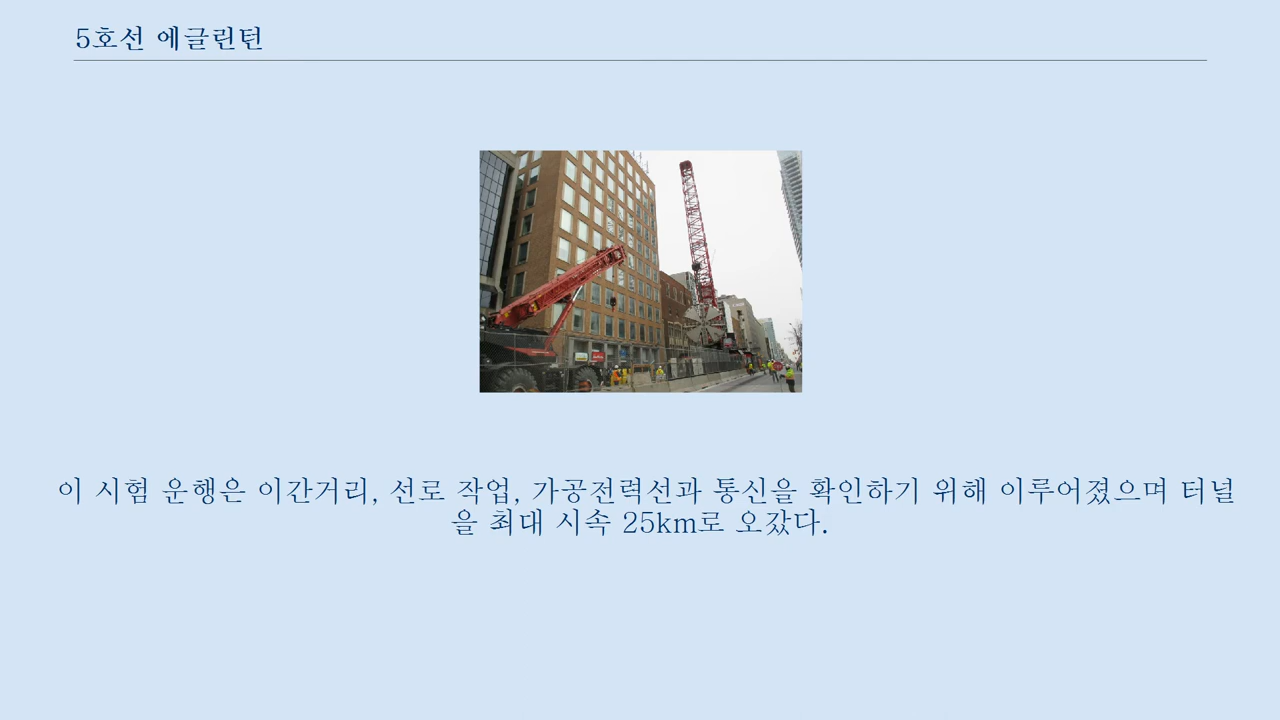 5호선 에글린턴
이 시험 운행은 이간거리, 선로 작업, 가공전력선과 통신을 확인하기 위해 이루어졌으며 터널
을 최대 시속 25km로 오갔다.